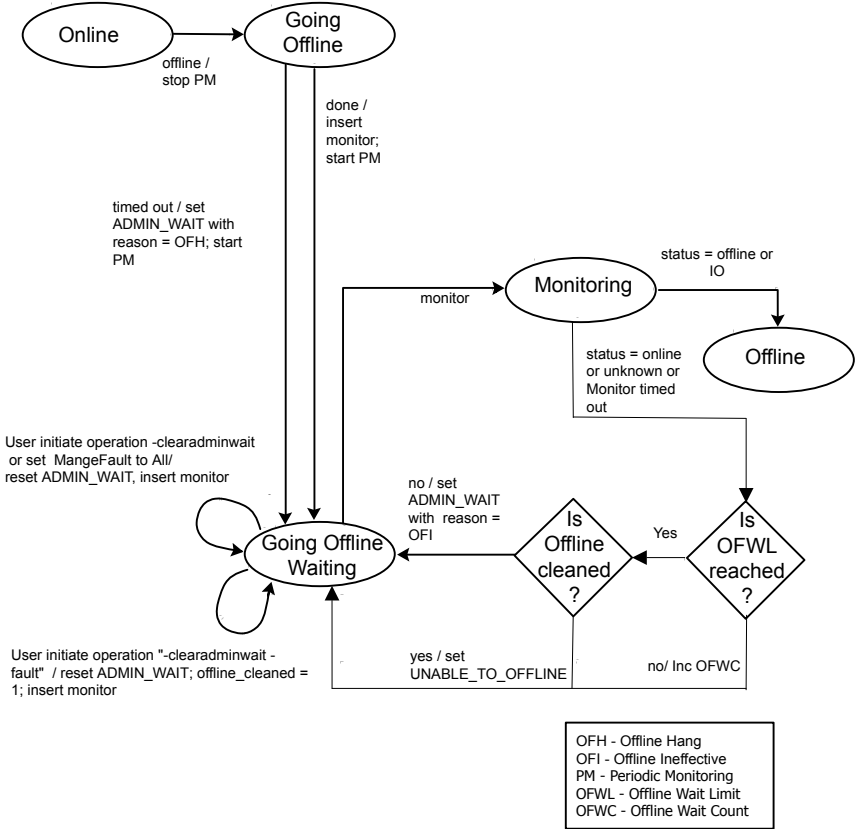 Online
Going
Offline
offline /
stop PM
done /
insert
monitor;
start PM
timed out / set
ADMIN_WAIT with
reason = OFH; start
PM
monitor
Monitoring
status = offline or
IO
Offline
status = online
or unknown or
Monitor timed
out
User initiate operation -clearadminwait
or set MangeFault to All/
reset ADMIN_WAIT, insert monitor
no / set
ADMIN_WAIT
with reason =
OFI
Going Offline
Waiting
Is
Offline
cleaned
?
Yes
Is
OFWL
reached
?
User initiate operation "-clearadminwait -
fault" / reset ADMIN_WAIT; offline_cleaned =
1; insert monitor
yes / set
UNABLE_TO_OFFLINE
no/ Inc OFWC
OFH - Offline Hang
OFI - Offline Ineffective
PM - Periodic Monitoring
OFWL - Offline Wait Limit
OFWC - Offline Wait Count